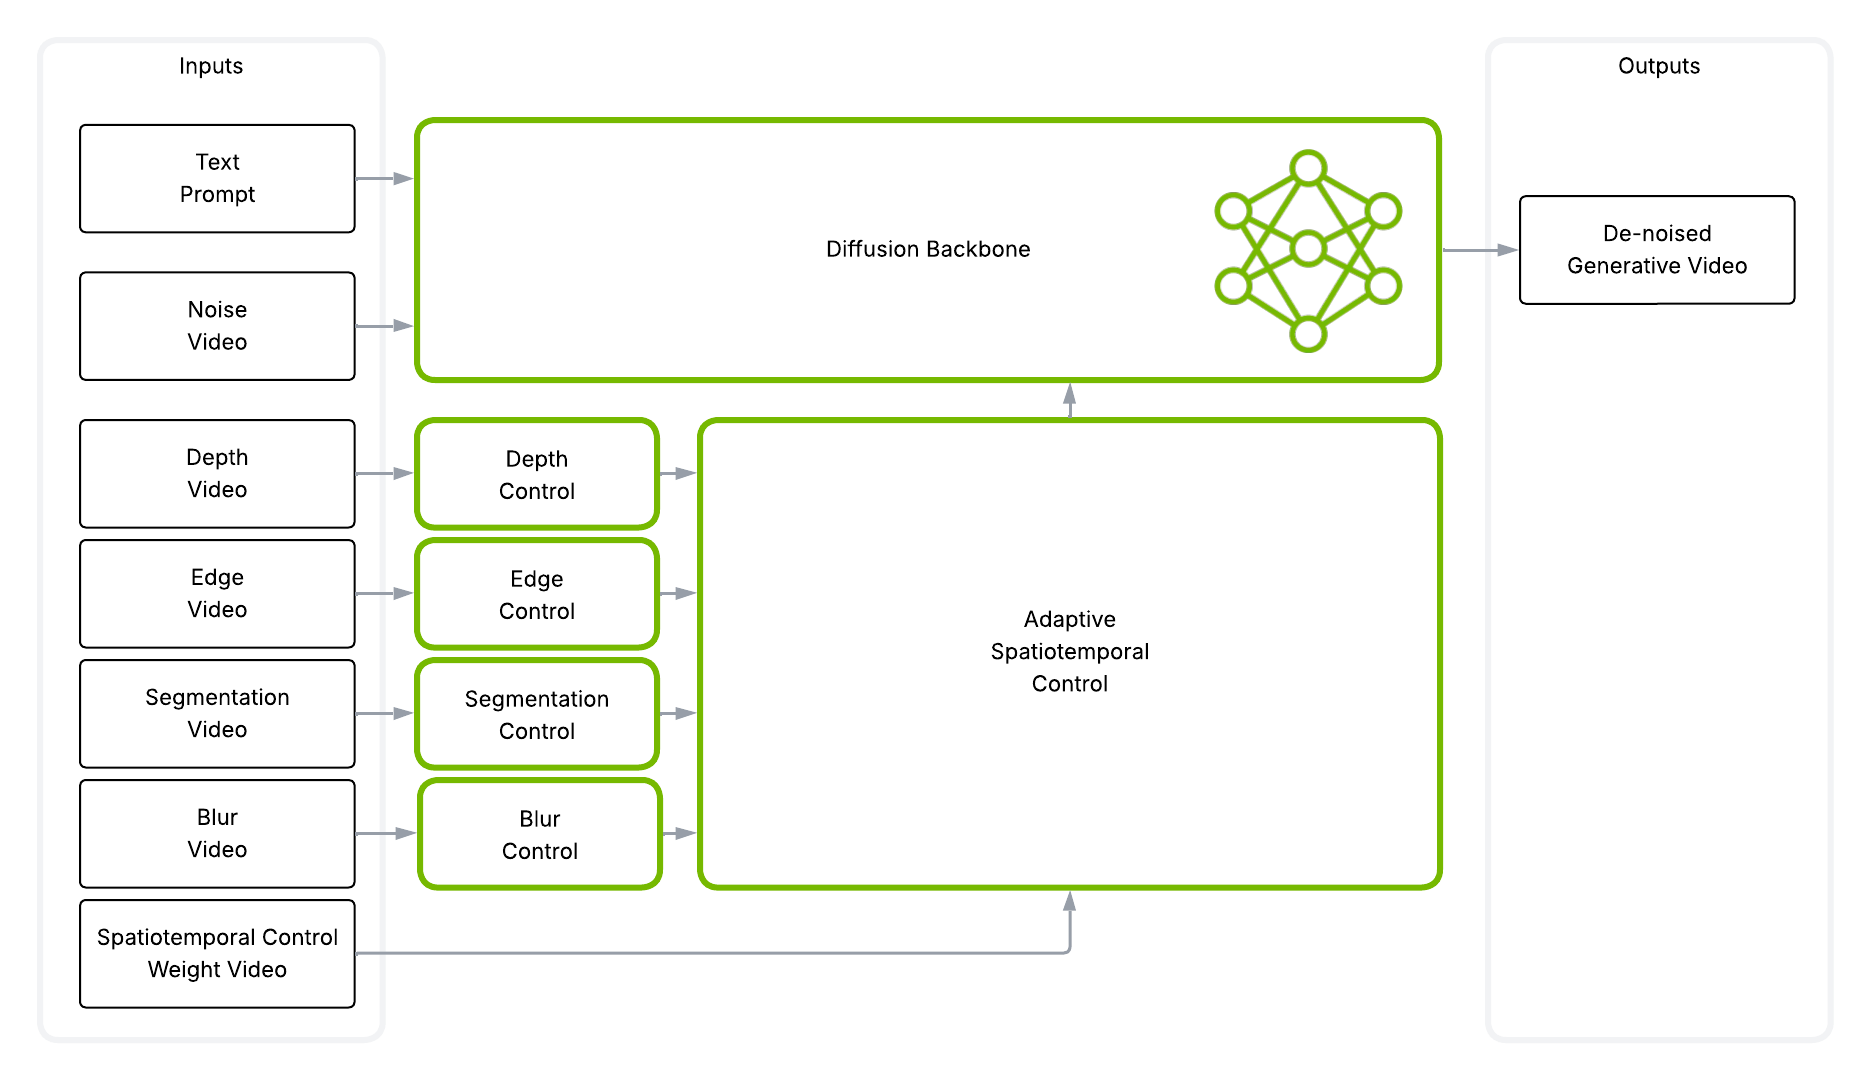 Inputs
Text
Prompt
Noise
Video
Depth
Video
Edge
Video
Segmentation
Video
Blur
Video
Spatiotemporal Control
Weight Video
Diffusion Backbone
Depth
Control
Edge
Control
Segmentation
Control
Blur
Control
Adaptive
Spatiotemporal
Control
Outputs
De-noised
Generative Video